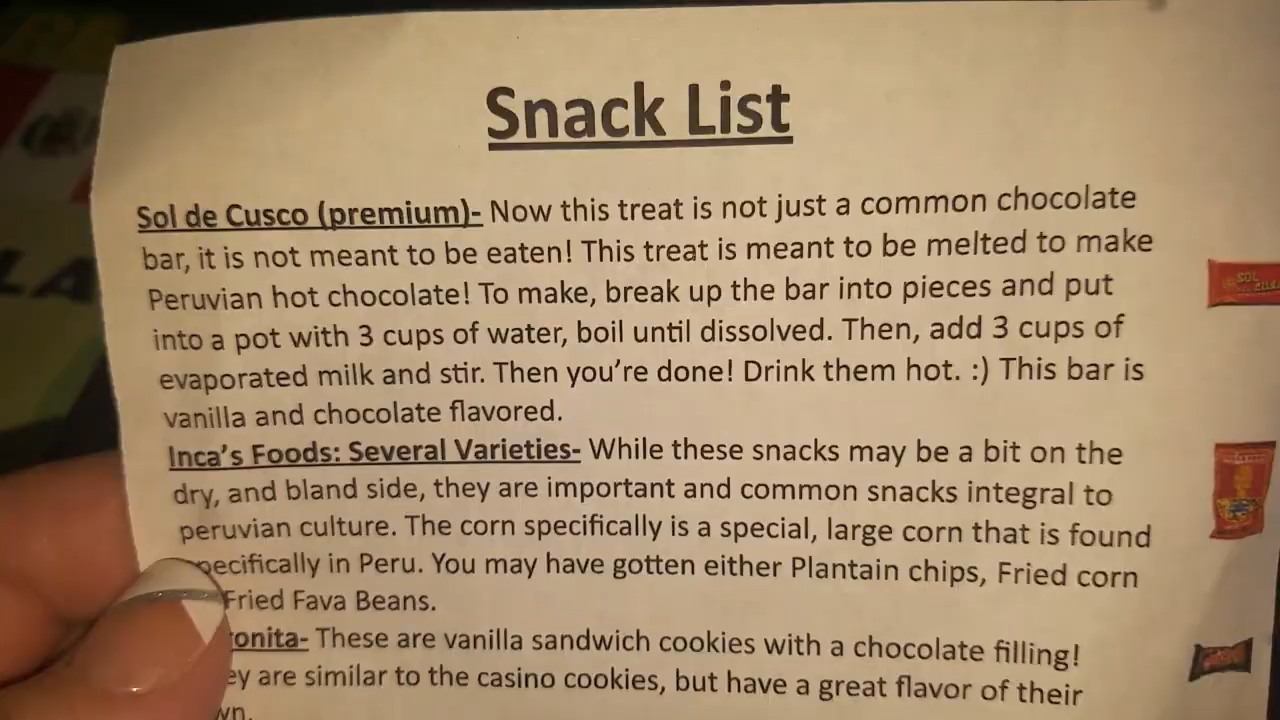 Snack List
Sol de Cusco (premium)- Now this treat is not just a common chocolate
bar, it is not meant to be eaten! This treat is meant to be melted to make
Peruvian hot chocolate! To make, break up the bar into pieces and put
into a pot with 3 cups of water, boil until dissolved. Then, add 3 cups of
evaporated milk and stir. Then you're done! Drink them hot. :) This bar is
vanilla and chocolate flavored.
Inca's Foods: Several Varieties- While these snacks may be a bit on the
dry, and bland side, they are important and common snacks integral to
peruvian culture. The corn specifically is a special, large corn that is found
pecifically in Peru. You may have gotten either Plantain chips, Fried corn
Fried Fava Beans.
onita- These are vanilla sandwich cookies with a chocolate filling!
ey are similar to the casino cookies, but have a great flavor of their
wn.
SOL
LA